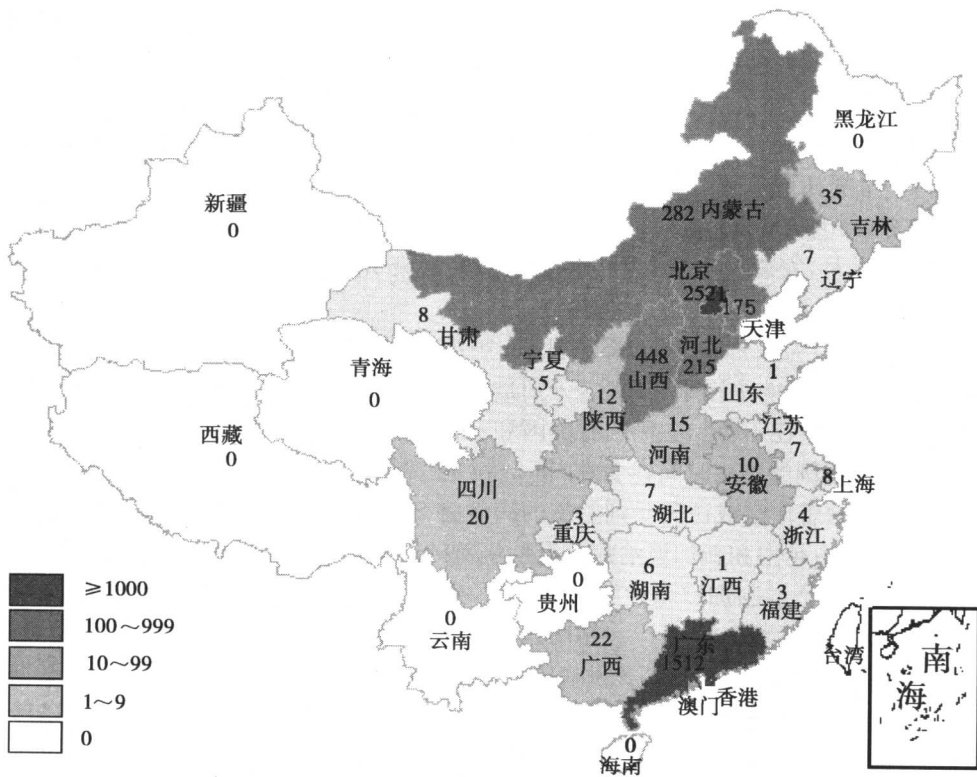 黑龙江
0
新疆
0
35
吉林
282 内蒙古
7
辽宁
北京
2521
175
天津
8
甘肃
青海
0
宁夏
5
448
山西
河北
215
1
山东
12
陕西
西藏
0
15
河南
江苏
7
10
安徽
8
上海
四川
20
3
重庆
7
湖北
4
浙江
6
湖南
1
江西
3
福建
0
贵州
0
云南
22
广西
广东
1512
香港
澳门
台湾
0
海南
南
海
≥1000
100～999
10～99
1～9
0